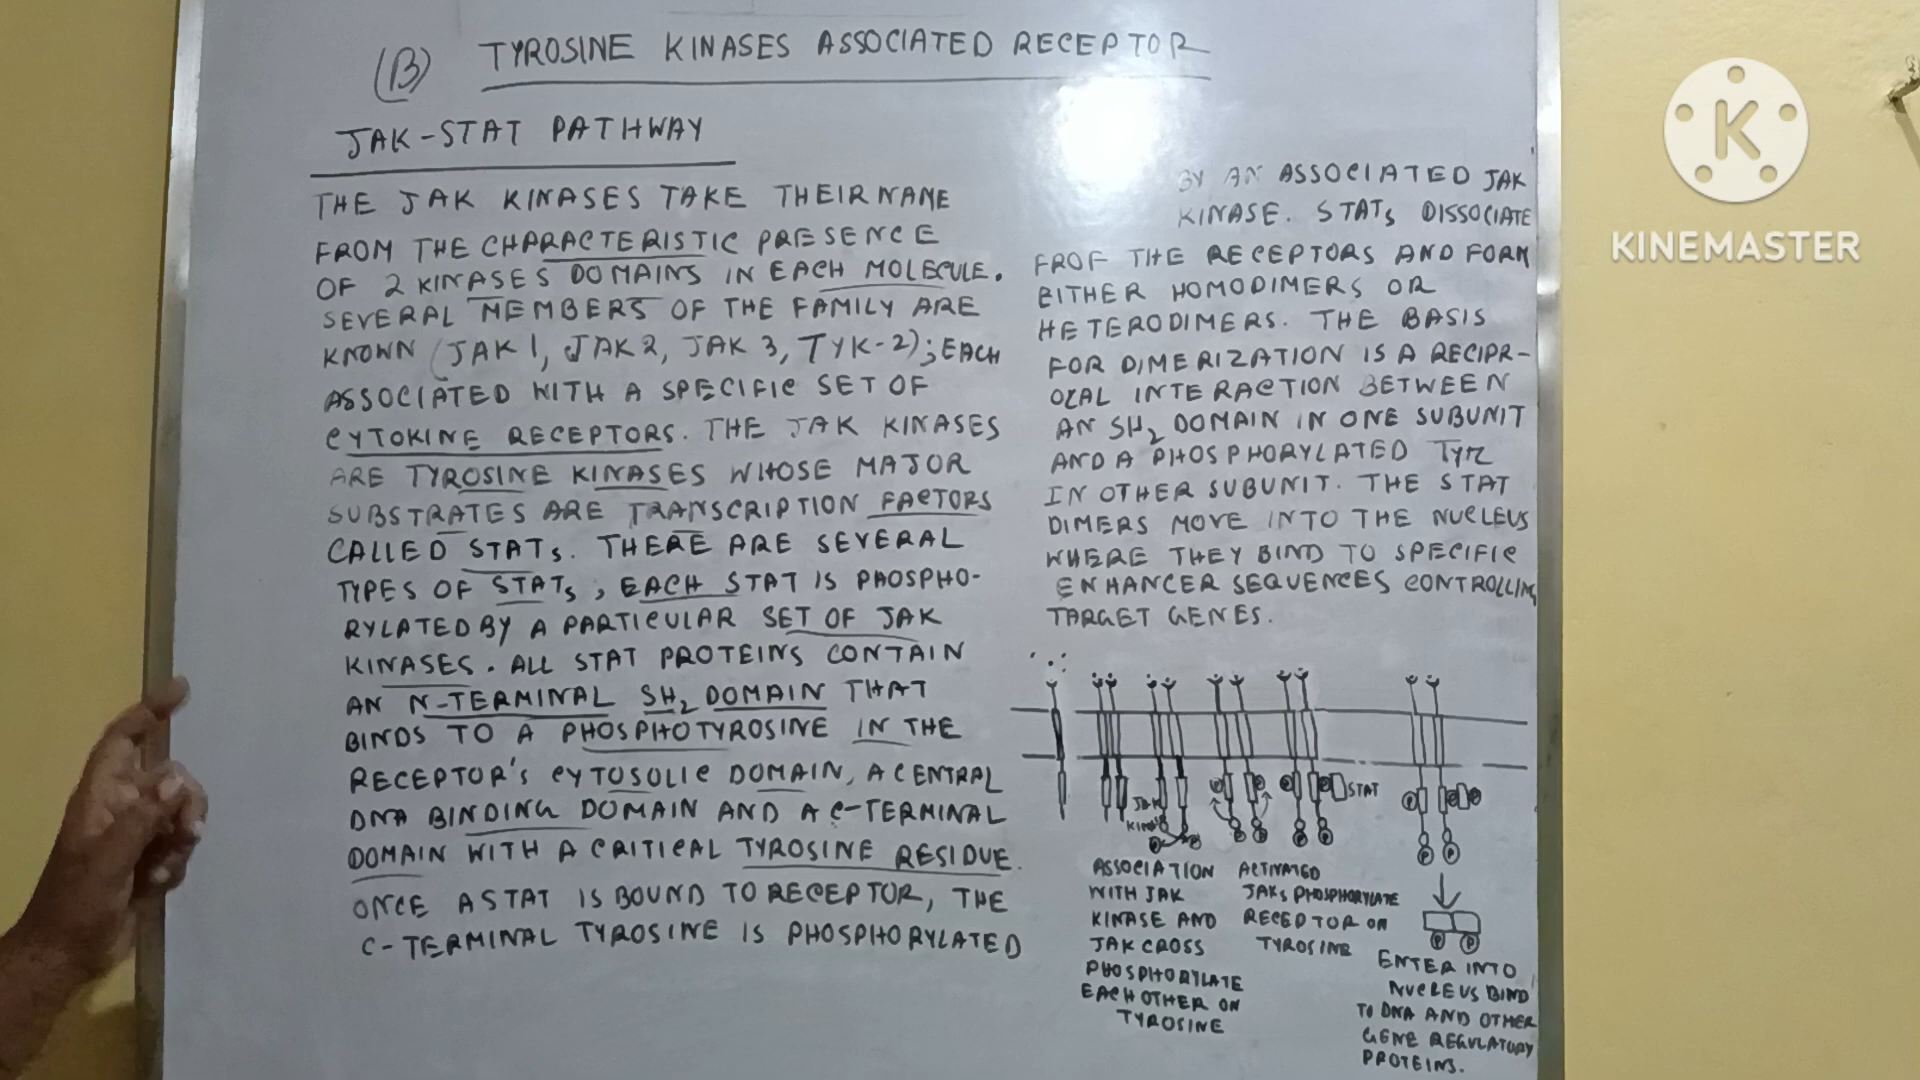 (B) TYROSINE KINASES ASSOCIATED RECEPTOR
JAK-STAT PATHWAY
THE JAK KINASES TAKE THEIR NAME
FROM THE CHARACTERISTIC PRESENCE
OF 2 KINASES DOMAINS IN EACH MOLECULE.
SEVERAL MEMBERS OF THE FAMILY ARE
KNOWN (JAK 1, JAK 2, JAK 3, TYK-2); EACH
ASSOCIATED WITH A SPECIFIC SET OF
CYTOKINE RECEPTORS. THE JAK KINASES
ARE TYROSINE KINASES WHOSE MAJOR
SUBSTRATES ARE TRANSCRIPTION FACTORS
CALLED STATs. THERE ARE SEVERAL
TYPES OF STATs; EACH STAT IS PHOSPHO-
RYLATED BY A PARTICULAR SET OF JAK
KINASES. ALL STAT PROTEINS CONTAIN
AN N-TERMINAL SH2 DOMAIN THAT
BINDS TO A PHOSPHOTYROSINE IN THE
RECEPTOR'S CYTOSOLIC DOMAIN, A CENTRAL
DNA BINDING DOMAIN AND A C-TERMINAL
DOMAIN WITH A CRITICAL TYROSINE RESIDUE.
ONCE A STAT IS BOUND TO RECEPTOR, THE
C-TERMINAL TYROSINE IS PHOSPHORYLATED
BY AN ASSOCIATED JAK
KINASE. STATs DISSOCIATE
FROF THE RECEPTORS AND FORM
EITHER HOMODIMERS OR
HETERODIMERS. THE BASIS
FOR DIMERIZATION IS A RECIPR-
OCAL INTERACTION BETWEEN
AN SH2 DOMAIN IN ONE SUBUNIT
AND A PHOSPHORYLATED TYR
IN OTHER SUBUNIT. THE STAT
DIMERS MOVE INTO THE NUCLEUS
WHERE THEY BIND TO SPECIFIC
ENHANCER SEQUENCES CONTROLLING
TARGET GENES.
JAK
STAT
ASSOCIATION
WITH JAK
KINASE AND
JAK CROSS
PHOSPHORYLATE
EACH OTHER ON
TYROSINE
ACTIVATED
JAKs PHOSPHORYLATE
RECEPTOR ON
TYROSINE
P P
ENTER INTO
NUCLEUS BIND
TO DNA AND OTHER
GENE REGULATORY
PROTEINS.
K
KINEMASTER